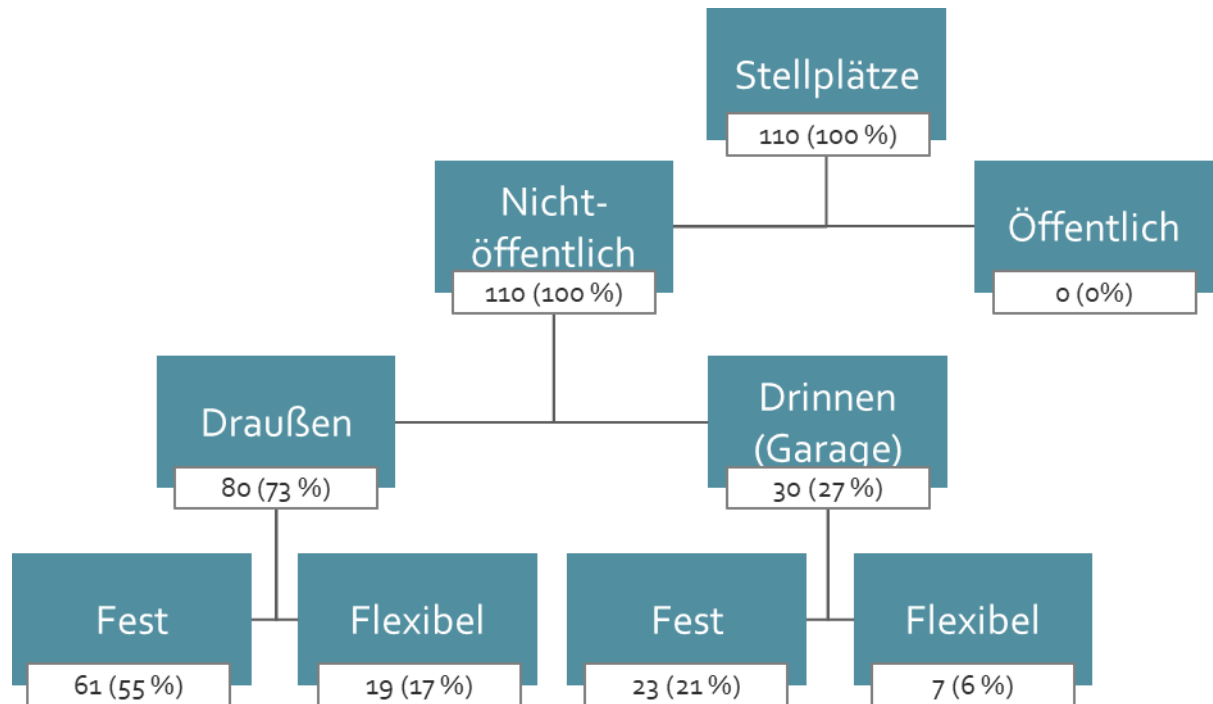 Stellplätze
110 (100 %)
Nicht-
öffentlich
110 (100 %)
Öffentlich
0 (0%)
Draußen
80 (73 %)
Drinnen
(Garage)
30 (27 %)
Fest
61 (55 %)
Flexibel
19 (17 %)
Fest
23 (21 %)
Flexibel
7 (6 %)